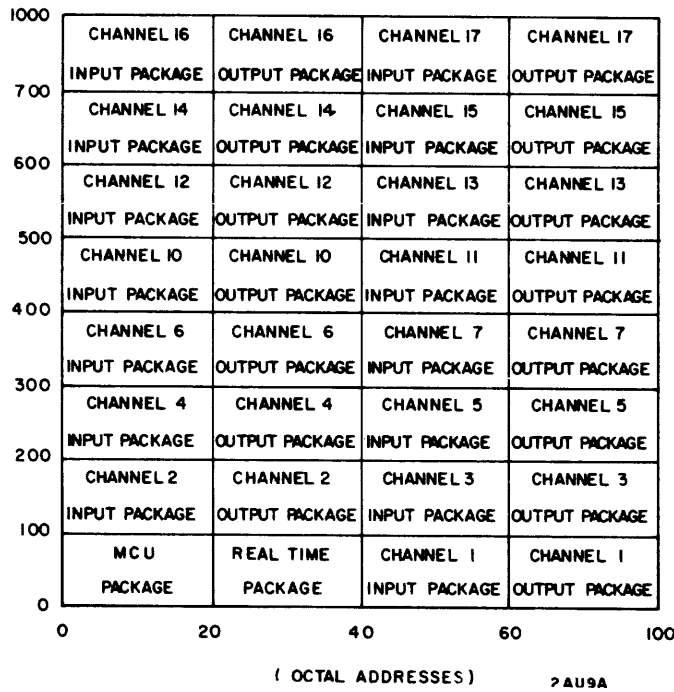 1000
CHANNEL 16 CHANNEL 16 CHANNEL 17 CHANNEL 17
INPUT PACKAGE OUTPUT PACKAGE INPUT PACKAGE OUTPUT PACKAGE
700
CHANNEL 14 CHANNEL 14 CHANNEL 15 CHANNEL 15
INPUT PACKAGE OUTPUT PACKAGE INPUT PACKAGE OUTPUT PACKAGE
600
CHANNEL 12 CHANNEL 12 CHANNEL 13 CHANNEL 13
INPUT PACKAGE OUTPUT PACKAGE INPUT PACKAGE OUTPUT PACKAGE
500
CHANNEL 10 CHANNEL 10 CHANNEL 11 CHANNEL 11
INPUT PACKAGE OUTPUT PACKAGE INPUT PACKAGE OUTPUT PACKAGE
400
CHANNEL 6 CHANNEL 6 CHANNEL 7 CHANNEL 7
INPUT PACKAGE OUTPUT PACKAGE INPUT PACKAGE OUTPUT PACKAGE
300
CHANNEL 4 CHANNEL 4 CHANNEL 5 CHANNEL 5
INPUT PACKAGE OUTPUT PACKAGE INPUT PACKAGE OUTPUT PACKAGE
200
CHANNEL 2 CHANNEL 2 CHANNEL 3 CHANNEL 3
INPUT PACKAGE OUTPUT PACKAGE INPUT PACKAGE OUTPUT PACKAGE
100
MCU REAL TIME CHANNEL 1 CHANNEL 1
PACKAGE PACKAGE INPUT PACKAGE OUTPUT PACKAGE
0
0 20 40 60 100
( OCTAL ADDRESSES) 2AU9A